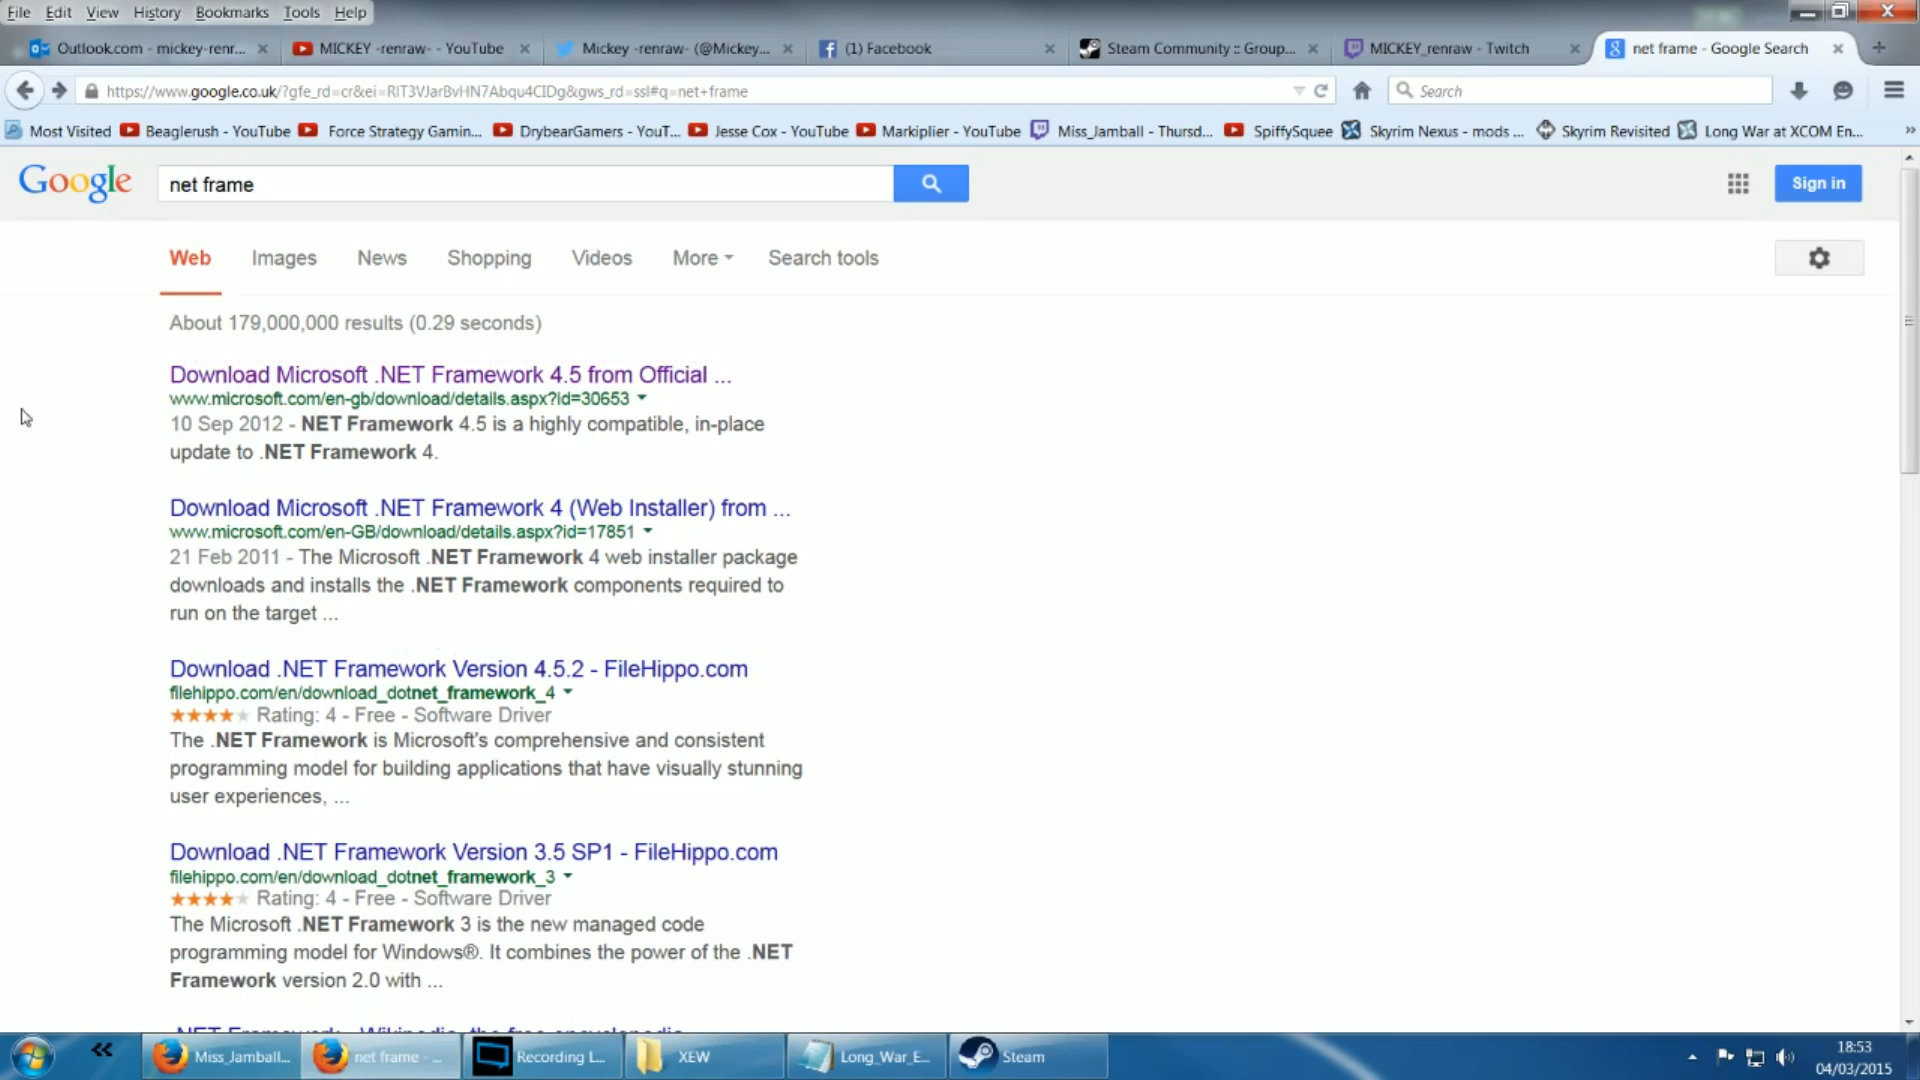 File Edit View History Bookmarks Tools Help
Outlook.com - mickey-renr... MICKEY -renraw- - YouTube Mickey -renraw- (@Mickey... (1) Facebook Steam Community :: Group... MICKEY_renraw - Twitch net frame - Google Search
https://www.google.co.uk/?gfe_rd=cr&ei=RIT3VJarBvHN7Abqu4CIDg&gws_rd=ssl#q=net+frame Search
Most Visited Beaglerush - YouTube Force Strategy Gamin... DrybearGamers - YouT... Jesse Cox - YouTube Markiplier - YouTube Miss_Jamball - Thursd... SpiffySquee Skyrim Nexus - mods ... Skyrim Revisited Long War at XCOM En...
Google net frame Sign in
Web Images News Shopping Videos More Search tools
About 179,000,000 results (0.29 seconds)
Download Microsoft .NET Framework 4.5 from Official ...
www.microsoft.com/en-gb/download/details.aspx?id=30653
10 Sep 2012 - NET Framework 4.5 is a highly compatible, in-place
update to .NET Framework 4.
Download Microsoft .NET Framework 4 (Web Installer) from ...
www.microsoft.com/en-GB/download/details.aspx?id=17851
21 Feb 2011 - The Microsoft .NET Framework 4 web installer package
downloads and installs the .NET Framework components required to
run on the target ...
Download .NET Framework Version 4.5.2 - FileHippo.com
filehippo.com/en/download_dotnet_framework_4
Rating: 4 - Free - Software Driver
The .NET Framework is Microsoft's comprehensive and consistent
programming model for building applications that have visually stunning
user experiences, ...
Download .NET Framework Version 3.5 SP1 - FileHippo.com
filehippo.com/en/download_dotnet_framework_3
Rating: 4 - Free - Software Driver
The Microsoft .NET Framework 3 is the new managed code
programming model for Windows®. It combines the power of the .NET
Framework version 2.0 with ...
.NET Framework - Wikipedia, the free encyclopedia
Miss_Jamball... net frame - ... Recording L... XEW Long_War_E... Steam
18:53
04/03/2015